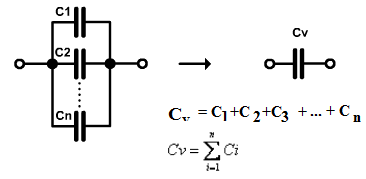 C1
C2
Cn
Cv
Cv = C1+C2+C3 + ... + Cn
Cv = ∑ Ci
n
i=1